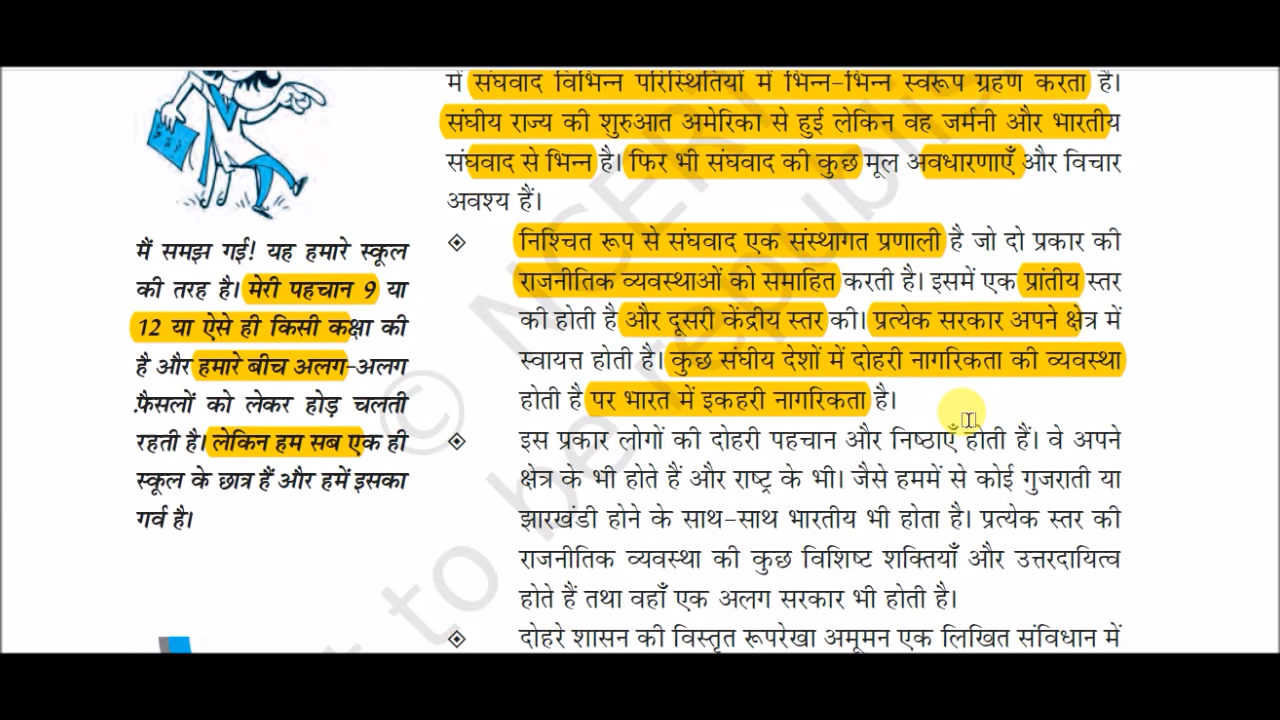 में संघवाद विभिन्न परिस्थितियों में भिन्न-भिन्न स्वरूप ग्रहण करता है।
संघीय राज्य की शुरुआत अमेरिका से हुई लेकिन वह जर्मनी और भारतीय
संघवाद से भिन्न है। फिर भी संघवाद की कुछ मूल अवधारणाएँ और विचार
अवश्य हैं।
निश्चित रूप से संघवाद एक संस्थागत प्रणाली है जो दो प्रकार की
राजनीतिक व्यवस्थाओं को समाहित करती है। इसमें एक प्रांतीय स्तर
की होती है और दूसरी केंद्रीय स्तर की। प्रत्येक सरकार अपने क्षेत्र में
स्वायत्त होती है। कुछ संघीय देशों में दोहरी नागरिकता की व्यवस्था
होती है पर भारत में इकहरी नागरिकता है।
इस प्रकार लोगों की दोहरी पहचान और निष्ठाएँ होती हैं। वे अपने
क्षेत्र के भी होते हैं और राष्ट्र के भी। जैसे हममें से कोई गुजराती या
झारखंडी होने के साथ-साथ भारतीय भी होता है। प्रत्येक स्तर की
राजनीतिक व्यवस्था की कुछ विशिष्ट शक्तियाँ और उत्तरदायित्व
होते हैं तथा वहाँ एक अलग सरकार भी होती है।
दोहरे शासन की विस्तृत रूपरेखा अमूमन एक लिखित संविधान में
मैं समझ गई! यह हमारे स्कूल
की तरह है। मेरी पहचान 9 या
12 या ऐसे ही किसी कक्षा की
है और हमारे बीच अलग-अलग
फ़ैसलों को लेकर होड़ चलती
रहती है। लेकिन हम सब एक ही
स्कूल के छात्र हैं और हमें इसका
गर्व है।
© NCERT
to be republis